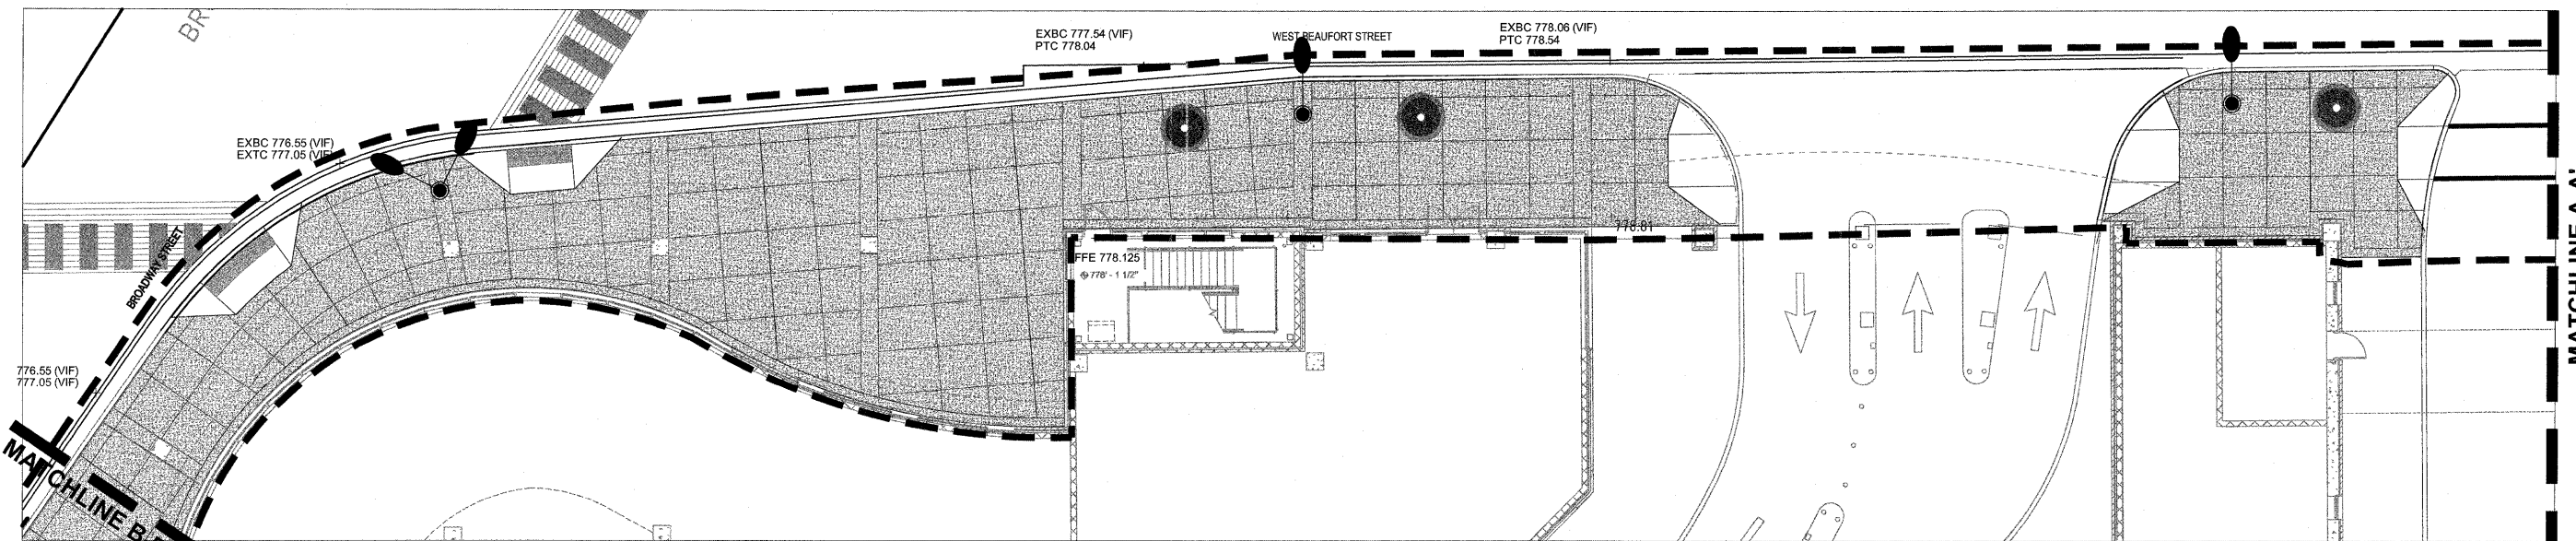 BR
EXBC 777.54 (VIF)
PTC 778.04
WEST BEAUFORT STREET
EXBC 778.06 (VIF)
PTC 778.54
EXBC 776.55 (VIF)
EXTC 777.05 (VIF)
BROADWAY STREET
778.81
FFE 778.125
778' - 1 1/2"
776.55 (VIF)
777.05 (VIF)
MATCHLINE B
MATCHLINE A-A'